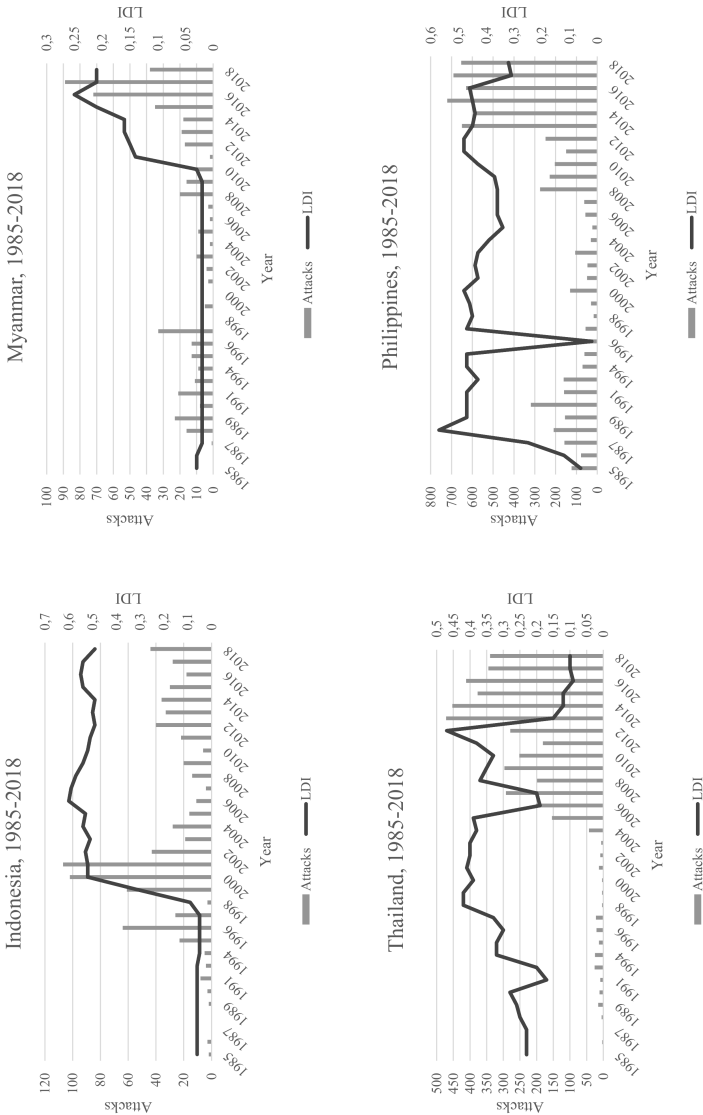 Indonesia, 1985-2018
Attacks
120
100
80
60
40
20
0
LDI
0,7
0,6
0,5
0,4
0,3
0,2
0,1
0
1985 1987 1989 1991 1994 1996 1998 2000 2002 2004 2006 2008 2010 2012 2014 2016 2018
Year
Attacks LDI
Myanmar, 1985-2018
Attacks
100
90
80
70
60
50
40
30
20
10
0
LDI
0,3
0,25
0,2
0,15
0,1
0,05
0
1985 1987 1989 1991 1994 1996 1998 2000 2002 2004 2006 2008 2010 2012 2014 2016 2018
Year
Attacks LDI
Thailand, 1985-2018
Attacks
500
450
400
350
300
250
200
150
100
50
0
LDI
0,5
0,45
0,4
0,35
0,3
0,25
0,2
0,15
0,1
0,05
0
1985 1987 1989 1991 1994 1996 1998 2000 2002 2004 2006 2008 2010 2012 2014 2016 2018
Year
Attacks LDI
Philippines, 1985-2018
Attacks
800
700
600
500
400
300
200
100
0
LDI
0,6
0,5
0,4
0,3
0,2
0,1
0
1985 1987 1989 1991 1994 1996 1998 2000 2002 2004 2006 2008 2010 2012 2014 2016 2018
Year
Attacks LDI